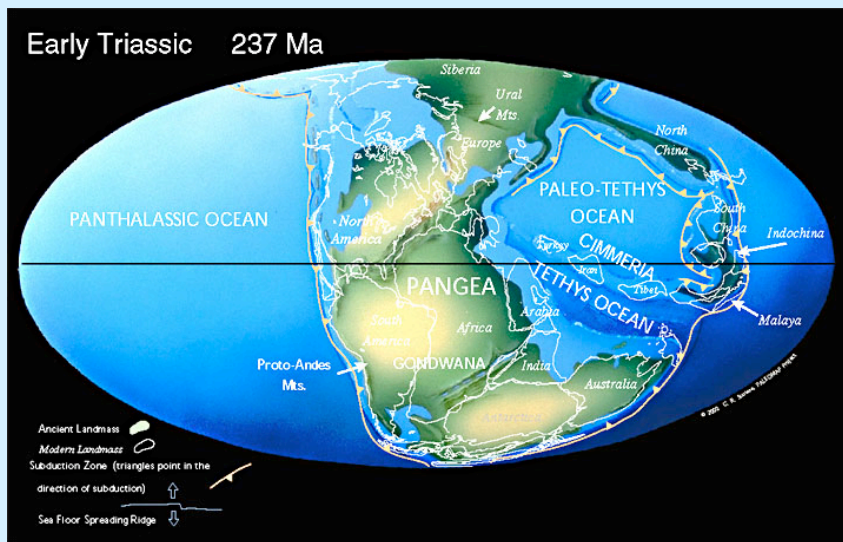 Early Triassic 237 Ma
Siberia
Ural
Mts.
Europe
North
China
PALEO-TETHYS
OCEAN
PANTHALASSIC OCEAN
North
America
South
China
Indochina
CIMMERIA
Turkey
Iran
Tibet
TETHYS OCEAN
PANGEA
Arabia
Malaya
South
America
Africa
GONDWANA
India
Australia
Proto-Andes
Mts.
Antarctica
Ancient Landmass
Modern Landmass
Subduction Zone (triangles point in the
direction of subduction)
Sea Floor Spreading Ridge